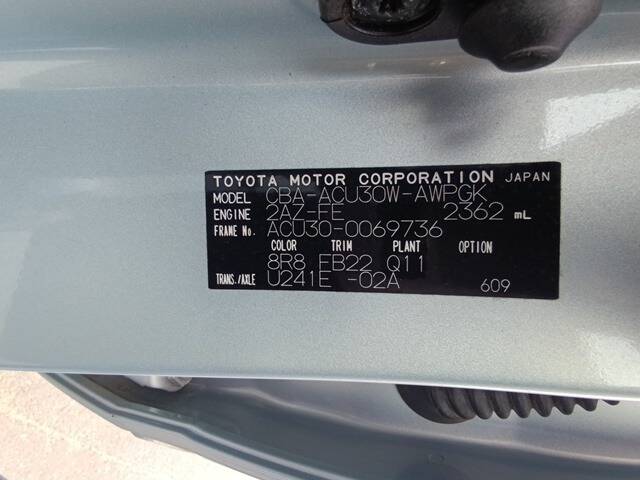 TOYOTA MOTOR CORPORATION JAPAN
MODEL CBA-ACU30W-AWPGK
ENGINE 2AZ-FE 2362 mL
FRAME No. ACU30-0069736
COLOR TRIM PLANT OPTION
8R8 FB22 Q11
TRANS./AXLE U241E -02A 609